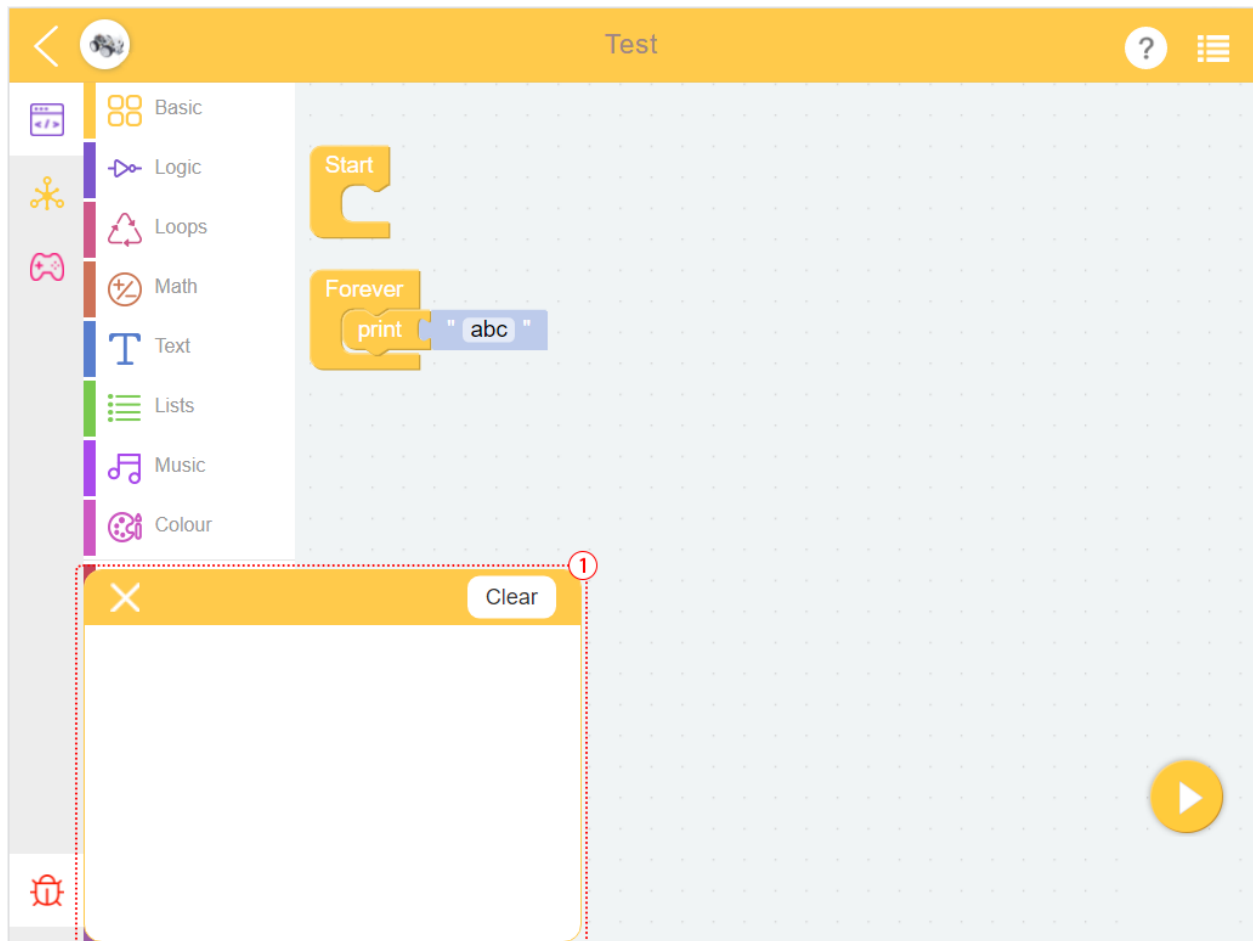 Test
?
Basic
Logic
Loops
Math
Text
Lists
Music
Colour
Start
Forever
print " abc "
1
Clear